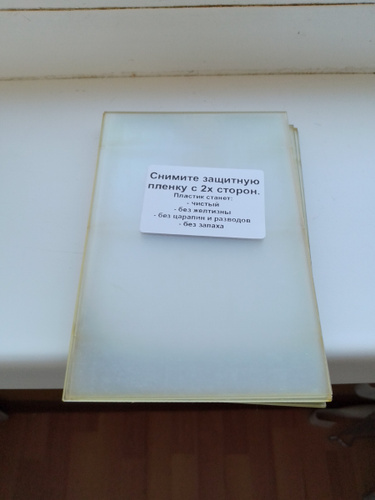 Снимите защитную
пленку с 2х сторон.
Пластик станет:
- чистый
- без желтизны
- без царапин и разводов
- без запаха